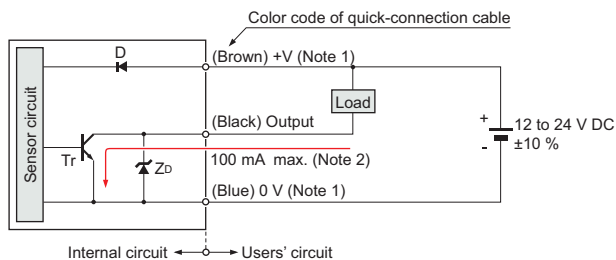 Color code of quick-connection cable
D
(Brown) +V (Note 1)
Sensor circuit
Load
(Black) Output
+
12 to 24 V DC
±10 %
-
Tr
ZD
100 mA max. (Note 2)
(Blue) 0 V (Note 1)
Internal circuit
Users' circuit